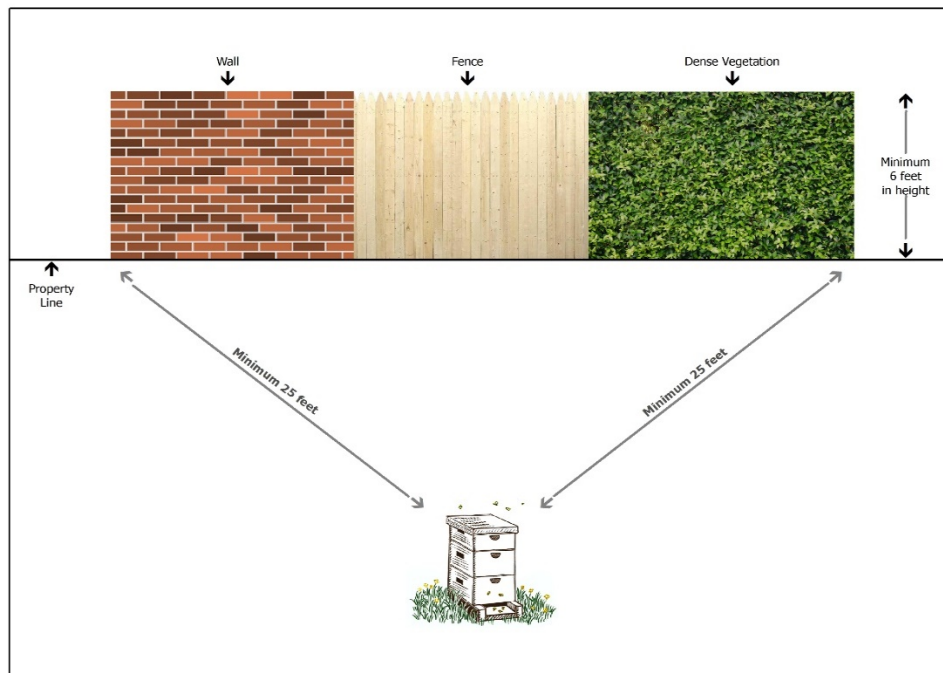 Wall
Fence
Dense Vegetation
Minimum
6 feet
in height
Property
Line
Minimum 25 feet
Minimum 25 feet